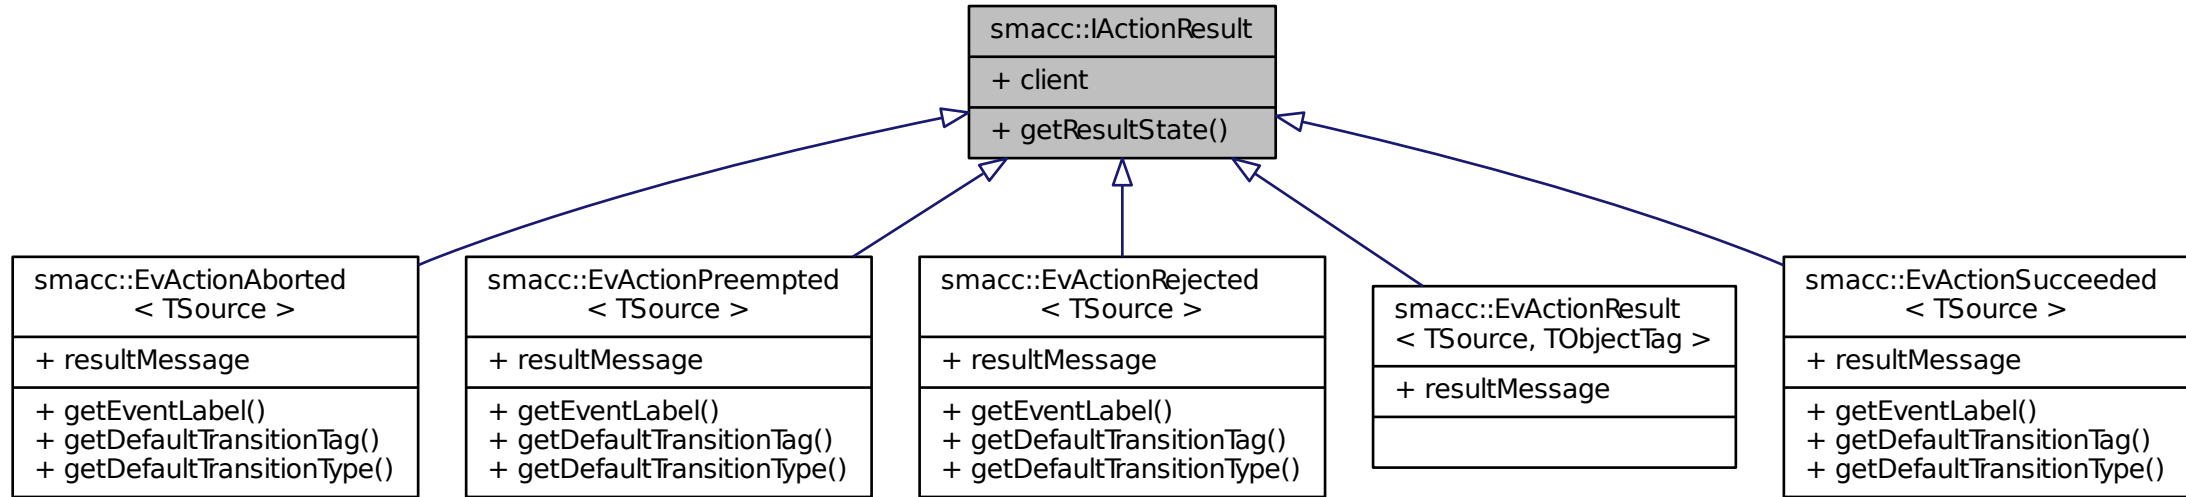 smacc::IActionResult
+ client
+ getResultState()
smacc::EvActionAborted
< TSource >
+ resultMessage
+ getEventLabel()
+ getDefaultTransitionTag()
+ getDefaultTransitionType()
smacc::EvActionPreempted
< TSource >
+ resultMessage
+ getEventLabel()
+ getDefaultTransitionTag()
+ getDefaultTransitionType()
smacc::EvActionRejected
< TSource >
+ resultMessage
+ getEventLabel()
+ getDefaultTransitionTag()
+ getDefaultTransitionType()
smacc::EvActionResult
< TSource, TObjectTag >
+ resultMessage
smacc::EvActionSucceeded
< TSource >
+ resultMessage
+ getEventLabel()
+ getDefaultTransitionTag()
+ getDefaultTransitionType()